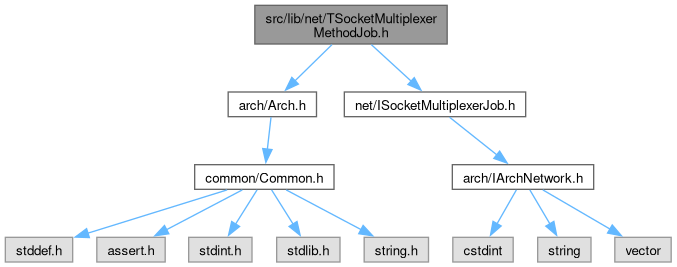 src/lib/net/TSocketMultiplexer
MethodJob.h
arch/Arch.h
net/ISocketMultiplexerJob.h
common/Common.h
arch/IArchNetwork.h
stddef.h
assert.h
stdint.h
stdlib.h
string.h
cstdint
string
vector